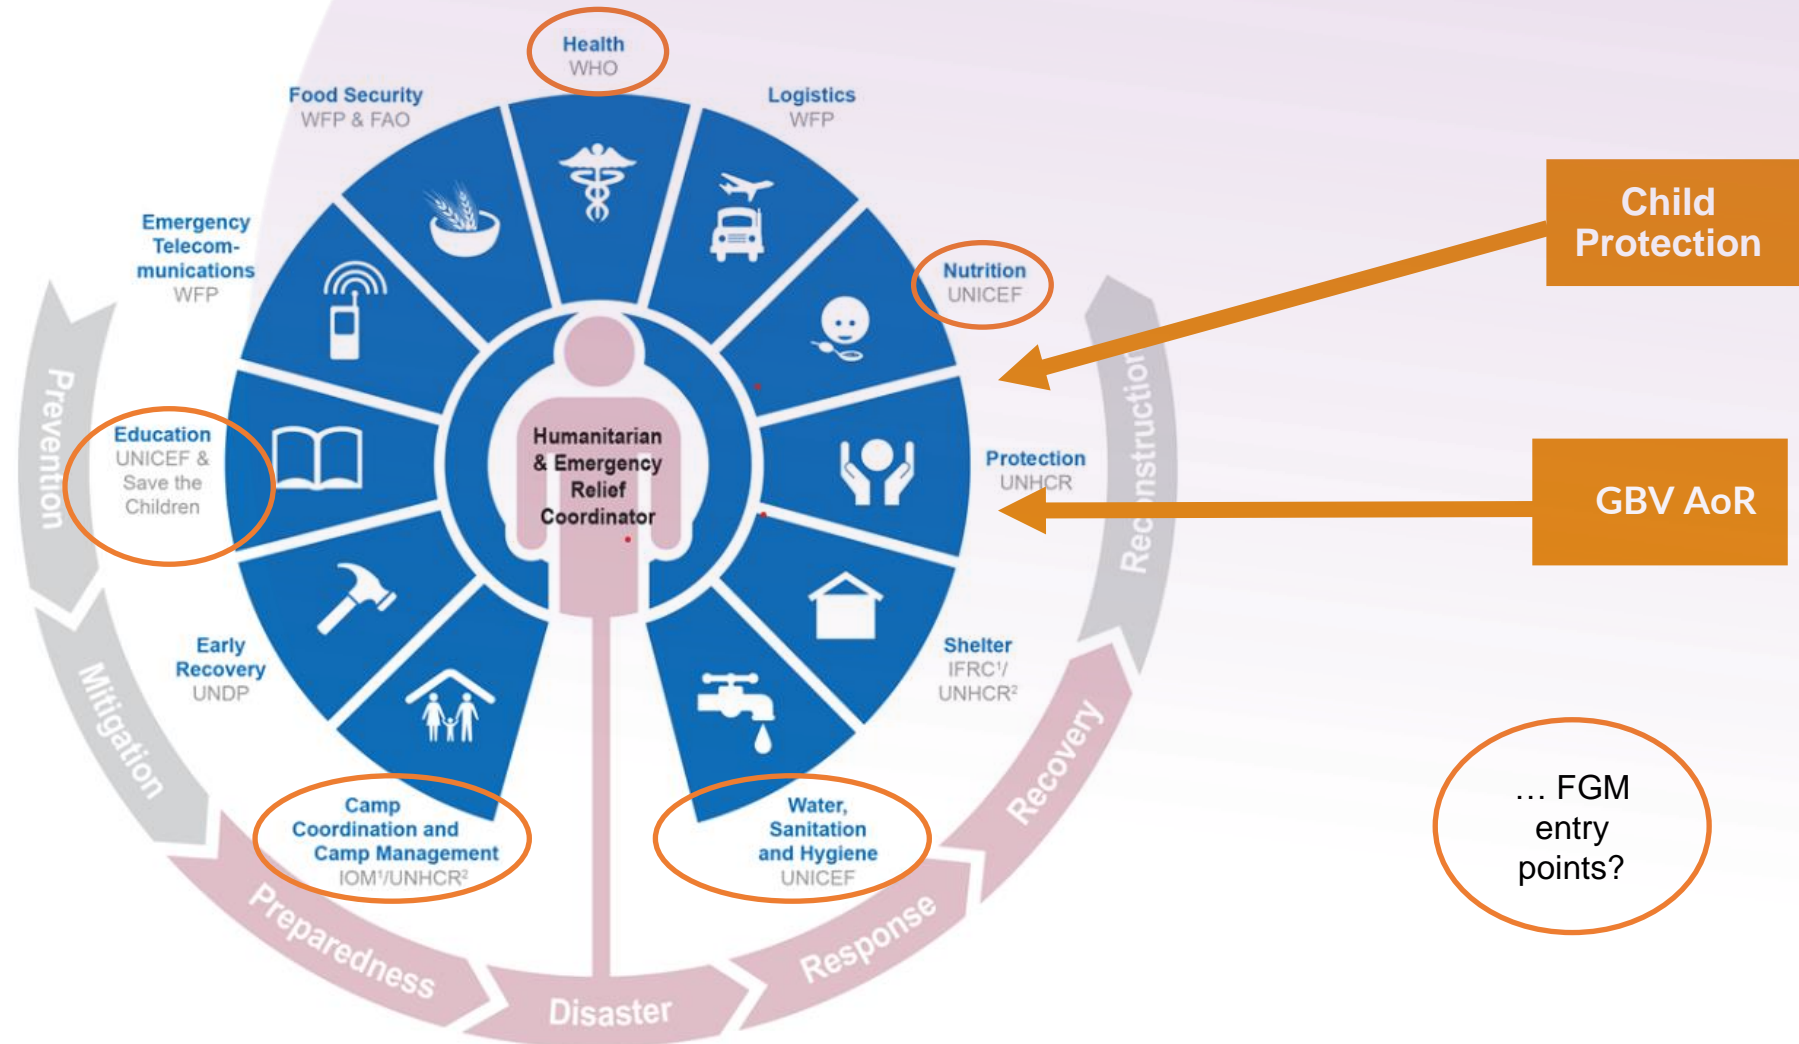 Health
WHO
Food Security
WFP & FAO
Logistics
WFP
Emergency
Telecom-
munications
WFP
Nutrition
UNICEF
Child
Protection
Education
UNICEF &
Save the
Children
Humanitarian
& Emergency
Relief
Coordinator
Protection
UNHCR
GBV AoR
Early
Recovery
UNDP
Shelter
IFRC¹/
UNHCR²
Camp
Coordination and
Camp Management
IOM¹/UNHCR²
Water,
Sanitation
and Hygiene
UNICEF
... FGM
entry
points?
Prevention
Mitigation
Preparedness
Disaster
Response
Recovery
Reconstruction